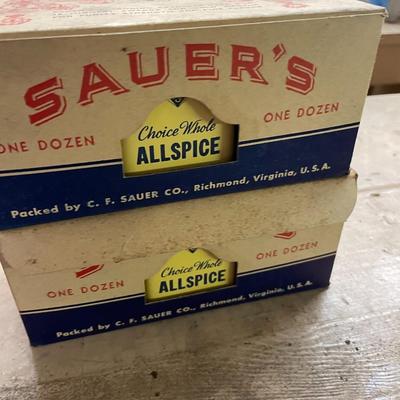 SAUER'S
ONE DOZEN
ONE DOZEN
Choice Whole
ALLSPICE
Packed by C. F. SAUER CO., Richmond, Virginia, U. S. A.
ONE DOZEN
ONE DOZEN
Choice Whole
ALLSPICE
Packed by C. F. SAUER CO., Richmond, Virginia, U. S. A.